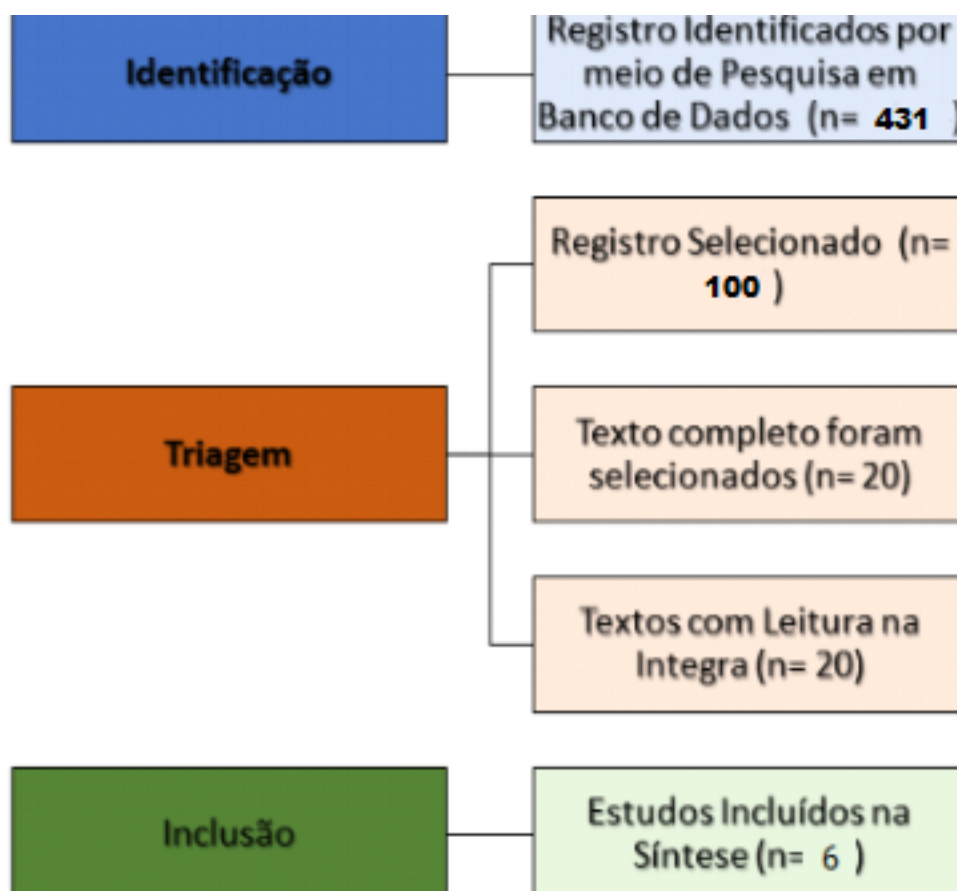 Identificação
Registro Identificados por
meio de Pesquisa em
Banco de Dados (n= 431 )
Registro Selecionado (n=
100 )
Triagem
Texto completo foram
selecionados (n= 20)
Textos com Leitura na
Integra (n= 20)
Inclusão
Estudos Incluídos na
Síntese (n= 6 )